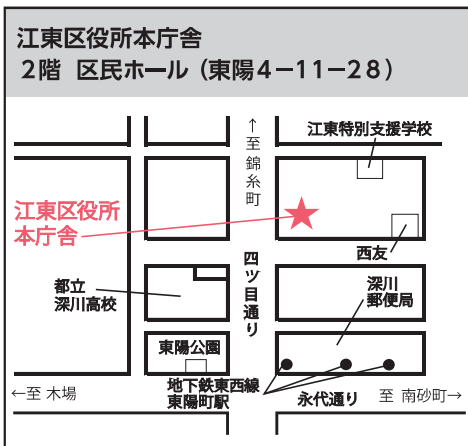 江東区役所本庁舎
2階 区民ホール（東陽4−11−28）
↑至 錦糸町
江東特別支援学校
江東区役所
本庁舎
西友
四ツ目通り
都立
深川高校
深川
郵便局
東陽公園
地下鉄東西線
東陽町駅
永代通り
←至 木場
至 南砂町→